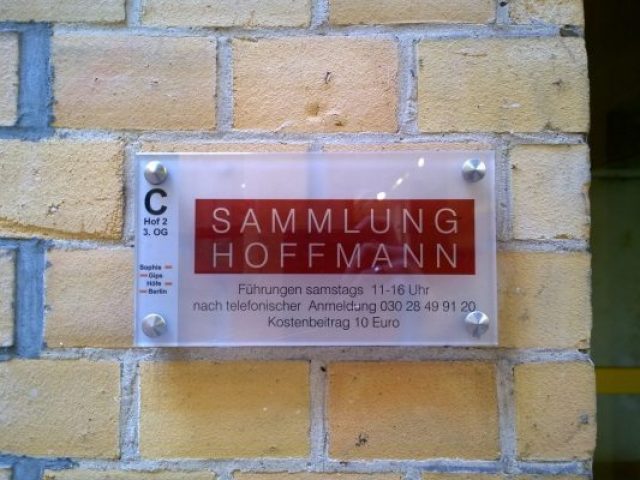 C
Hof 2
3. OG
Sophie
Gips
Höfe
Berlin
SAMMLUNG
HOFFMANN
Führungen samstags 11-16 Uhr
nach telefonischer Anmeldung 030 28 49 91 20
Kostenbeitrag 10 Euro